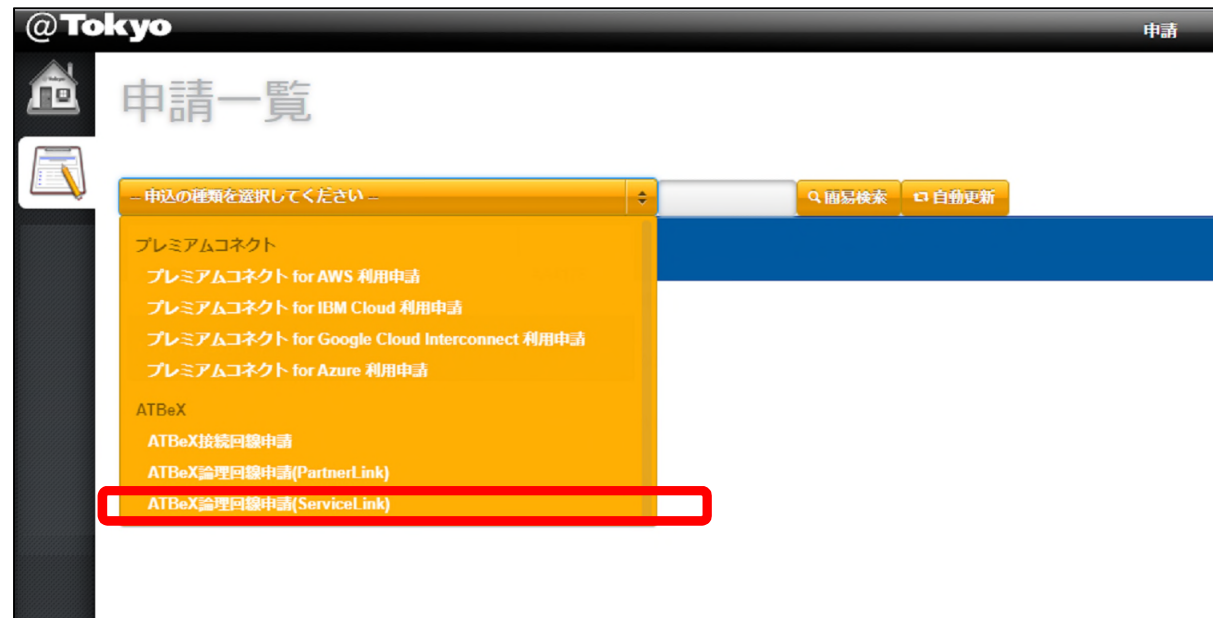 @Tokyo
申請
申請一覧
-- 申込の種類を選択してください --
簡易検索
自動更新
プレミアムコネクト
プレミアムコネクト for AWS 利用申請
プレミアムコネクト for IBM Cloud 利用申請
プレミアムコネクト for Google Cloud Interconnect 利用申請
プレミアムコネクト for Azure 利用申請
ATBeX
ATBeX接続回線申請
ATBeX論理回線申請(PartnerLink)
ATBeX論理回線申請(ServiceLink)